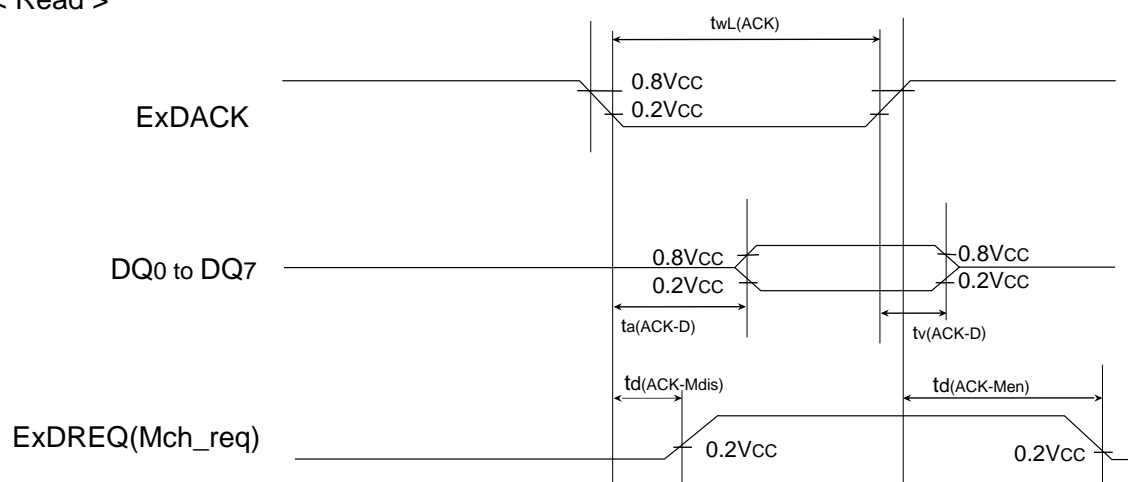 < Read >
twL(ACK)
ExDACK
0.8VCC
0.2VCC
DQ0 to DQ7
0.8VCC
0.2VCC
0.8VCC
0.2VCC
ta(ACK-D)
tv(ACK-D)
td(ACK-Mdis)
td(ACK-Men)
ExDREQ(Mch_req)
0.2VCC
0.2VCC